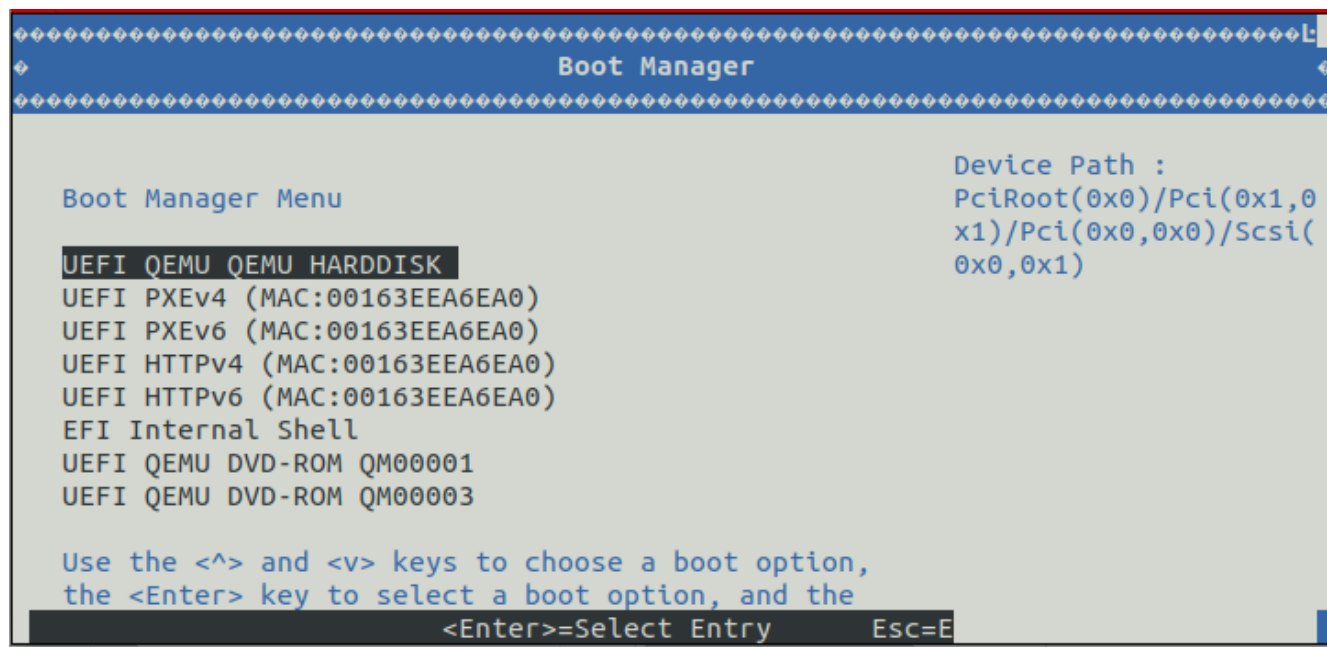 Boot Manager
Device Path :
Boot Manager Menu
PciRoot(0x0)/Pci(0x1,0
x1)/Pci(0x0,0x0)/Scsi(
0x0,0x1)
UEFI QEMU QEMU HARDDISK
UEFI PXEv4 (MAC:00163EEA6EA0)
UEFI PXEv6 (MAC:00163EEA6EA0)
UEFI HTTPv4 (MAC:00163EEA6EA0)
UEFI HTTPv6 (MAC:00163EEA6EA0)
EFI Internal Shell
UEFI QEMU DVD-ROM QM00001
UEFI QEMU DVD-ROM QM00003
Use the <^> and <v> keys to choose a boot option,
the <Enter> key to select a boot option, and the
<Enter>=Select Entry Esc=E